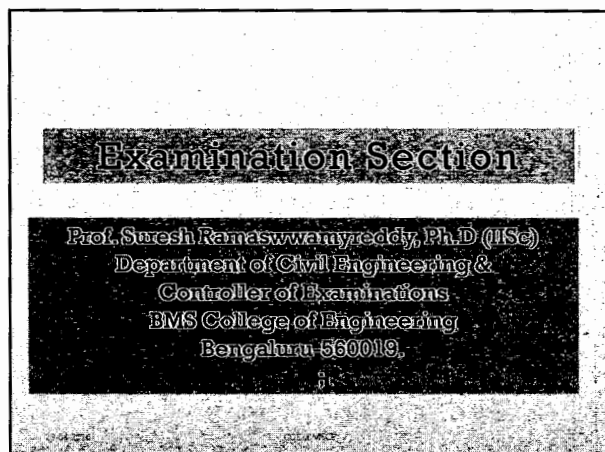 Examination Section
Prof. Suresh Ramaswwamyreddy, Ph.D (IISc)
Department of Civil Engineering &
Controller of Examinations
BMS College of Engineering
Bengaluru 560019.
;